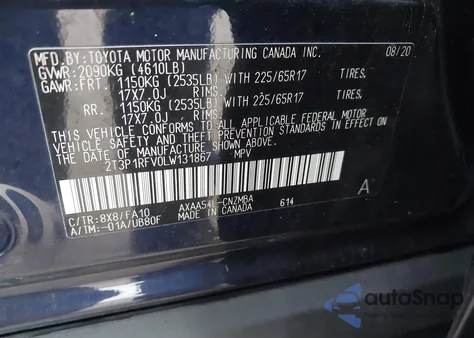 MFD.BY:TOYOTA MOTOR MANUFACTURING CANADA INC. 08/20
GVWR:2090KG (4610LB)
GAWR:FRT. 1150KG (2535LB) WITH 225/65R17 TIRES,
17X7.0J RIMS.
RR. 1150KG (2535LB) WITH 225/65R17 TIRES,
17X7.0J RIMS.
THIS VEHICLE CONFORMS TO ALL APPLICABLE FEDERAL MOTOR
VEHICLE SAFETY AND THEFT PREVENTION STANDARDS IN EFFECT
ON THE DATE OF MANUFACTURE SHOWN ABOVE.
2T3P1RFV0LW131867 MPV
C/TR:8X8/FA10 AXAA54L-CNZMBA 614 A
A/TM:-01A/UB80F MADE IN CANADA
autoSnap